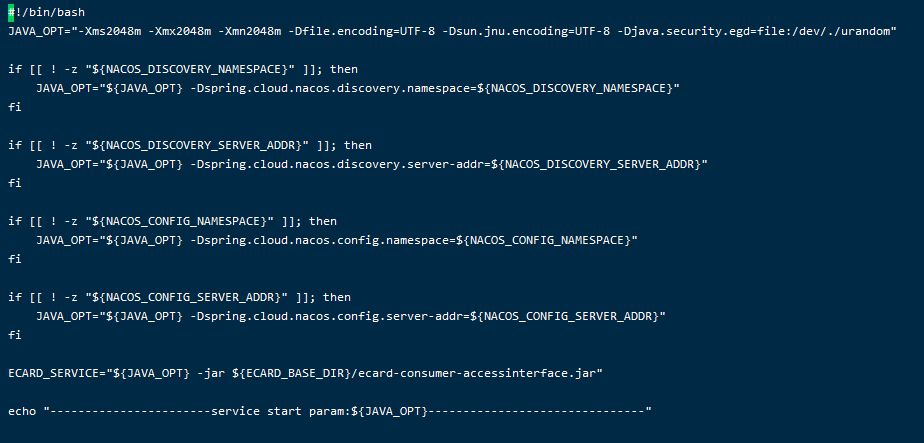 #!/bin/bash
JAVA_OPT="-Xms2048m -Xmx2048m -Xmn2048m -Dfile.encoding=UTF-8 -Dsun.jnu.encoding=UTF-8 -Djava.security.egd=file:/dev/./urandom"

if [[ ! -z "${NACOS_DISCOVERY_NAMESPACE}" ]]; then
    JAVA_OPT="${JAVA_OPT} -Dspring.cloud.nacos.discovery.namespace=${NACOS_DISCOVERY_NAMESPACE}"
fi

if [[ ! -z "${NACOS_DISCOVERY_SERVER_ADDR}" ]]; then
    JAVA_OPT="${JAVA_OPT} -Dspring.cloud.nacos.discovery.server-addr=${NACOS_DISCOVERY_SERVER_ADDR}"
fi

if [[ ! -z "${NACOS_CONFIG_NAMESPACE}" ]]; then
    JAVA_OPT="${JAVA_OPT} -Dspring.cloud.nacos.config.namespace=${NACOS_CONFIG_NAMESPACE}"
fi

if [[ ! -z "${NACOS_CONFIG_SERVER_ADDR}" ]]; then
    JAVA_OPT="${JAVA_OPT} -Dspring.cloud.nacos.config.server-addr=${NACOS_CONFIG_SERVER_ADDR}"
fi

ECARD_SERVICE="${JAVA_OPT} -jar ${ECARD_BASE_DIR}/ecard-consumer-accessinterface.jar"

echo "-----------------------service start param:${JAVA_OPT}-------------------------------"